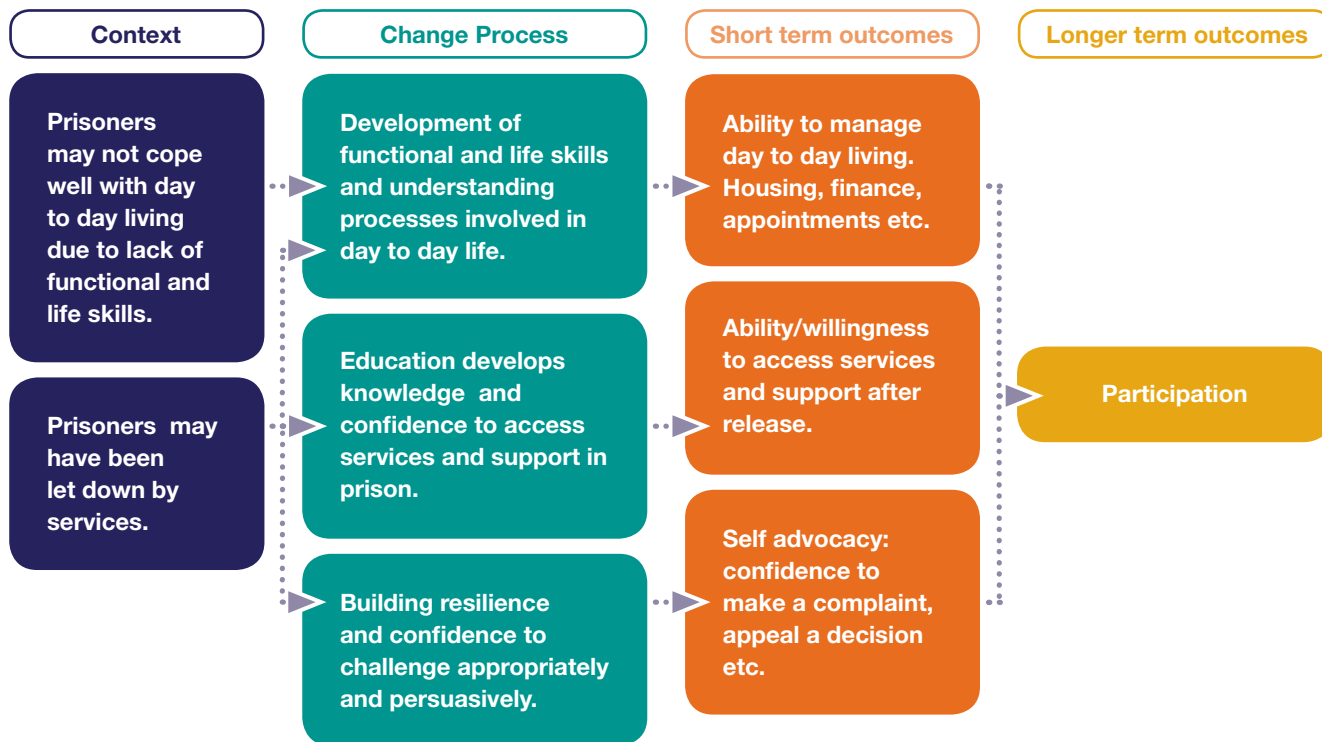 Context
Change Process
Short term outcomes
Longer term outcomes
Prisoners
may not cope
well with day
to day living
due to lack of
functional and
life skills.
Prisoners may
have been
let down by
services.
Development of
functional and life skills
and understanding
processes involved in
day to day life.
Education develops
knowledge and
confidence to access
services and support in
prison.
Building resilience
and confidence to
challenge appropriately
and persuasively.
Ability to manage
day to day living.
Housing, finance,
appointments etc.
Ability/willingness
to access services
and support after
release.
Self advocacy:
confidence to
make a complaint,
appeal a decision
etc.
Participation